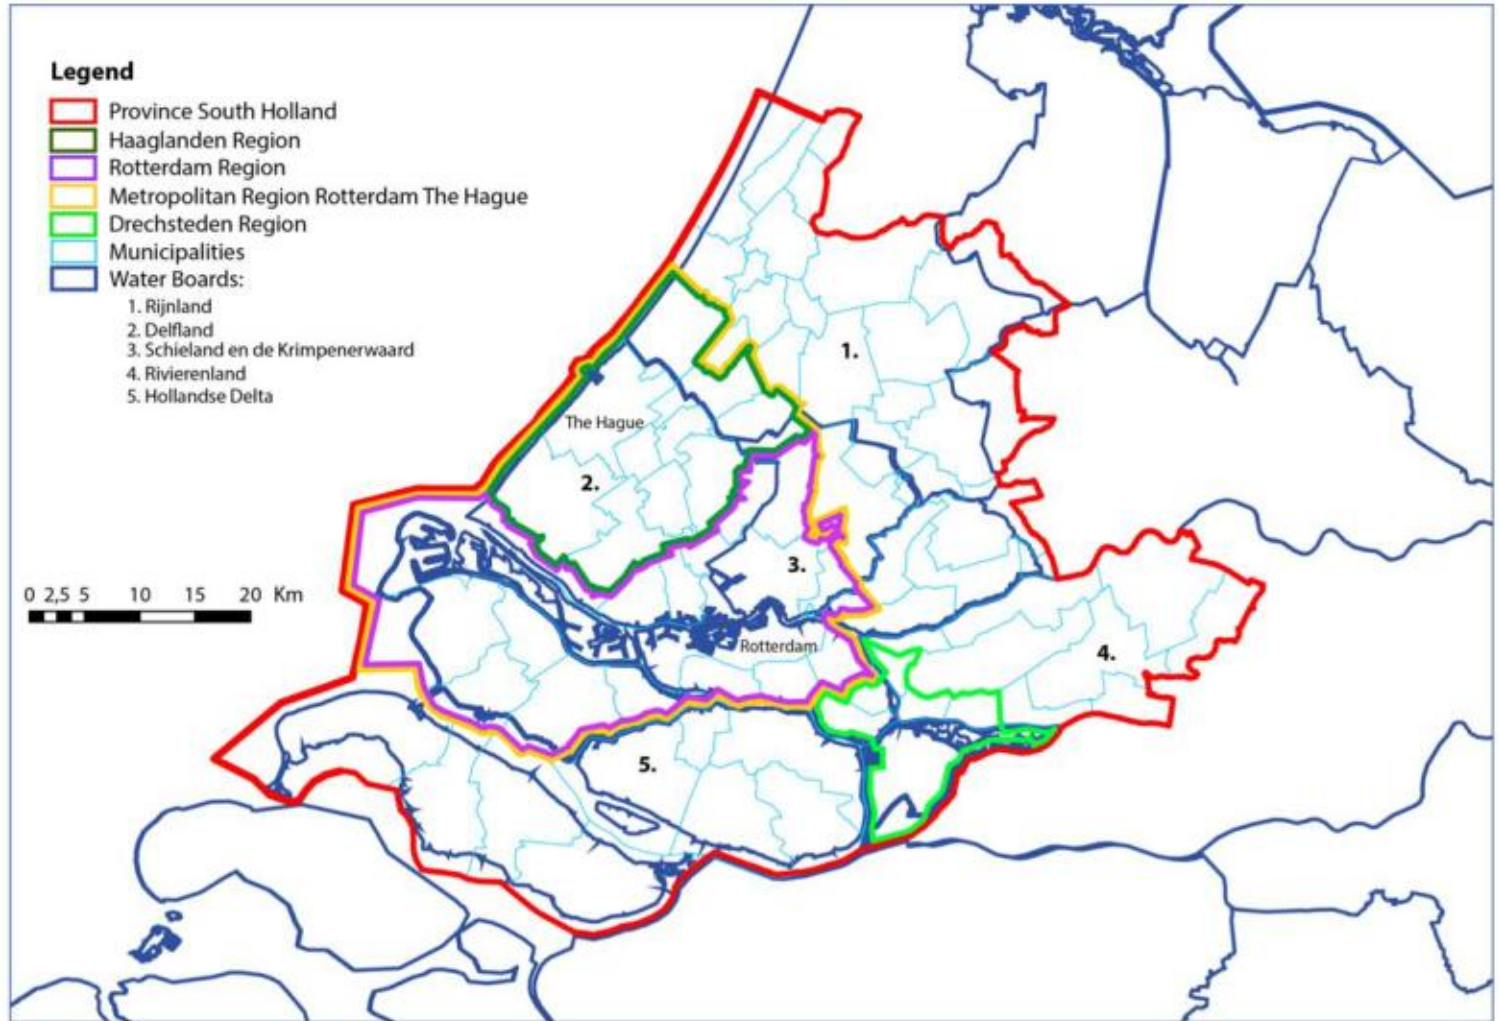 Legend
Province South Holland
Haaglanden Region
Rotterdam Region
Metropolitan Region Rotterdam The Hague
Drechsteden Region
Municipalities
Water Boards:
1. Rijnland
2. Delfland
3. Schieland en de Krimpenerwaard
4. Rivierenland
5. Hollandse Delta
1.
The Hague
2.
3.
0 2,5 5 10 15 20 Km
Rotterdam
4.
5.